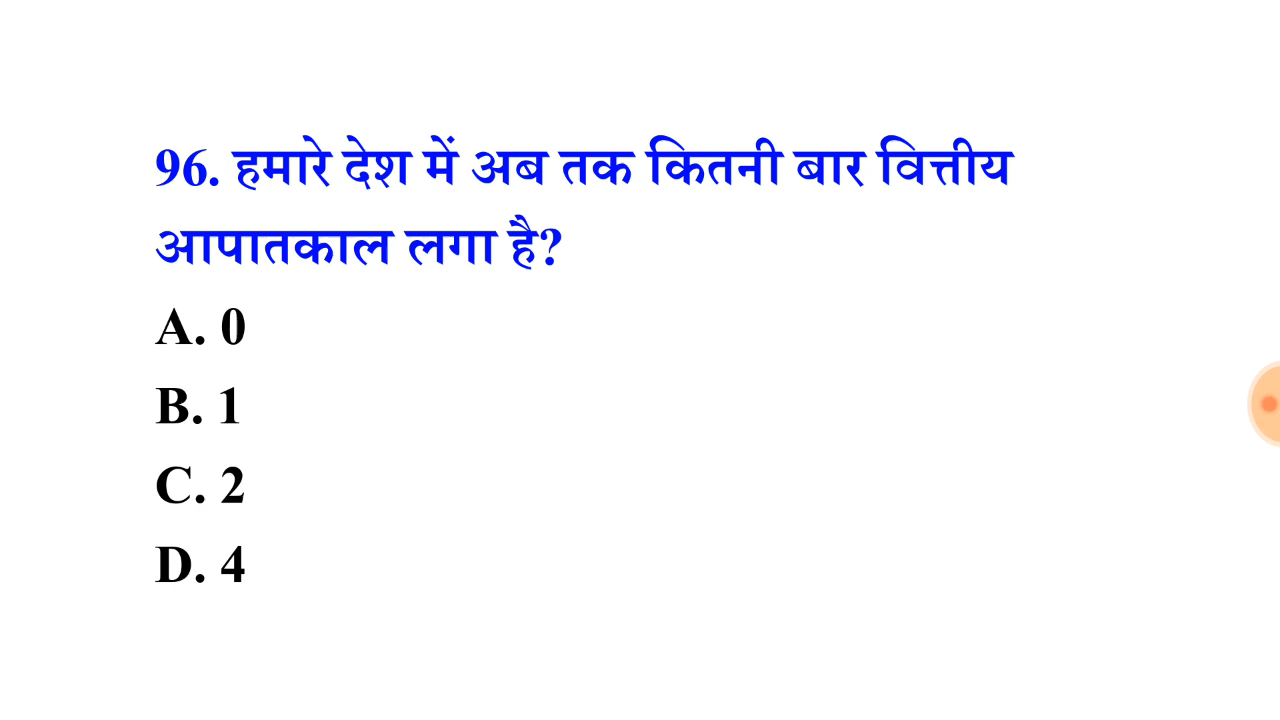 96. हमारे देश में अब तक कितनी बार वित्तीय
आपातकाल लगा है?
A. 0
B. 1
C. 2
D. 4